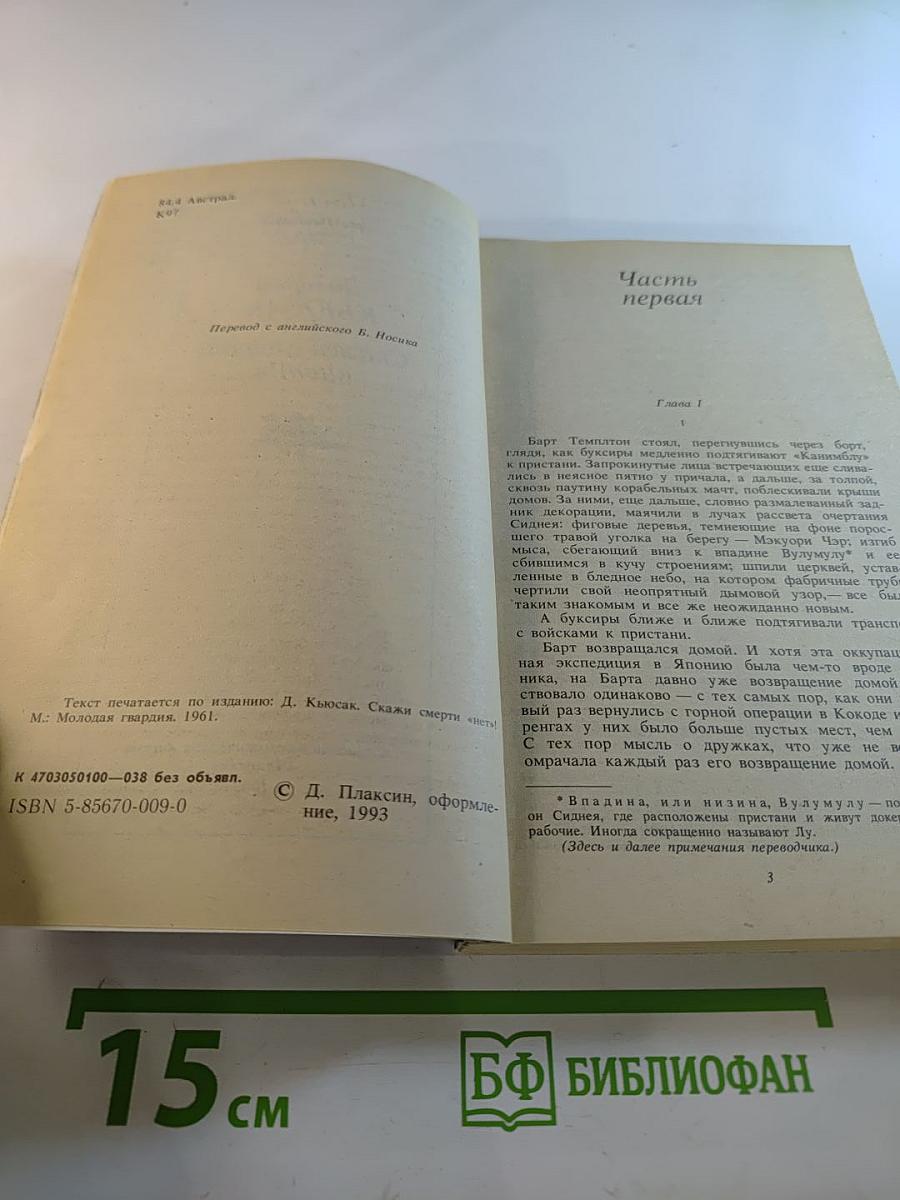 84.4 Австрал.
К 97
Перевод с английского Б. Носика
Текст печатается по изданию: Д. Кьюсак. Скажи смерти «нет»!
М.: Молодая гвардия. 1961.
К 4703050100—038 без объявл.
ISBN 5-85670-009-0
© Д. Плаксин, оформле-
ние, 1993
Часть
первая
Глава I
1
Барт Темплтон стоял, перегнувшись через борт,
глядя, как буксиры медленно подтягивают «Канимблу»
к пристани. Запрокинутые лица встречающих еще слива-
лись в неясное пятно у причала, а дальше, за толпой,
сквозь паутину корабельных мачт, поблескивали крыши
домов. За ними, еще дальше, словно размалеванный зад-
ник декорации, маячили в лучах рассвета очертания
Сиднея: фиговые деревья, темнеющие на фоне порос-
шего травой уголка на берегу — Мэкуори Чэр; изгиб
мыса, сбегающий вниз к впадине Вулумулу* и ее
сбившимся в кучу строениям; шпили церквей, устав
ленные в бледное небо, на котором фабричные труб
чертили свой неопрятный дымовой узор,— все был
таким знакомым и все же неожиданно новым.
А буксиры ближе и ближе подтягивали трансп
с войсками к пристани.
Барт возвращался домой. И хотя эта оккупац
ная экспедиция в Японию была чем-то вроде
ника, на Барта давно уже возвращение домой
ствовало одинаково — с тех самых пор, как они
вый раз вернулись с горной операции в Кокоде и
ренгах у них было больше пустых мест, чем
С тех пор мысль о дружках, что уже не в
омрачала каждый раз его возвращение домой.
* Впадина, или низина, Вулумулу — по
он Сиднея, где расположены пристани и живут доке
рабочие. Иногда сокращенно называют Лу.
(Здесь и далее примечания переводчика.)
3
15 см
БФ БИБЛИОФАН